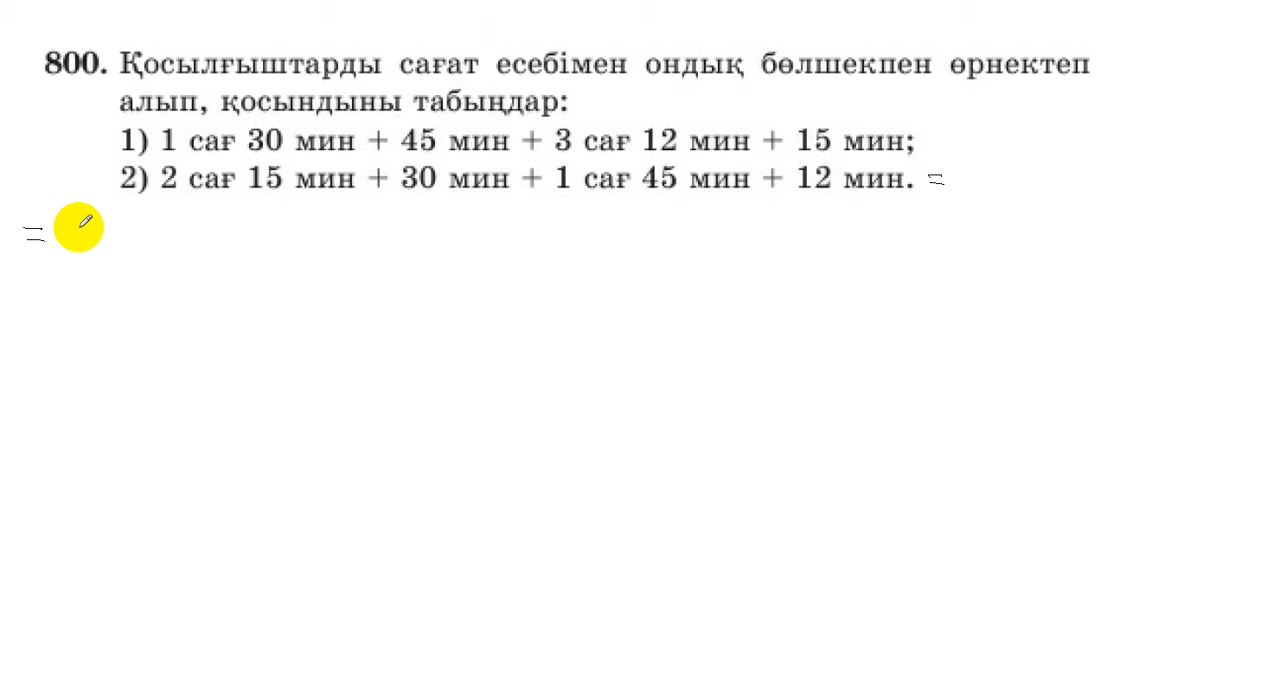 800. Қосылғыштарды сағат есебімен ондық бөлшекпен өрнектеп
алып, қосындыны табыңдар:
1) 1 сағ 30 мин + 45 мин + 3 сағ 12 мин + 15 мин;
2) 2 сағ 15 мин + 30 мин + 1 сағ 45 мин + 12 мин. =
=